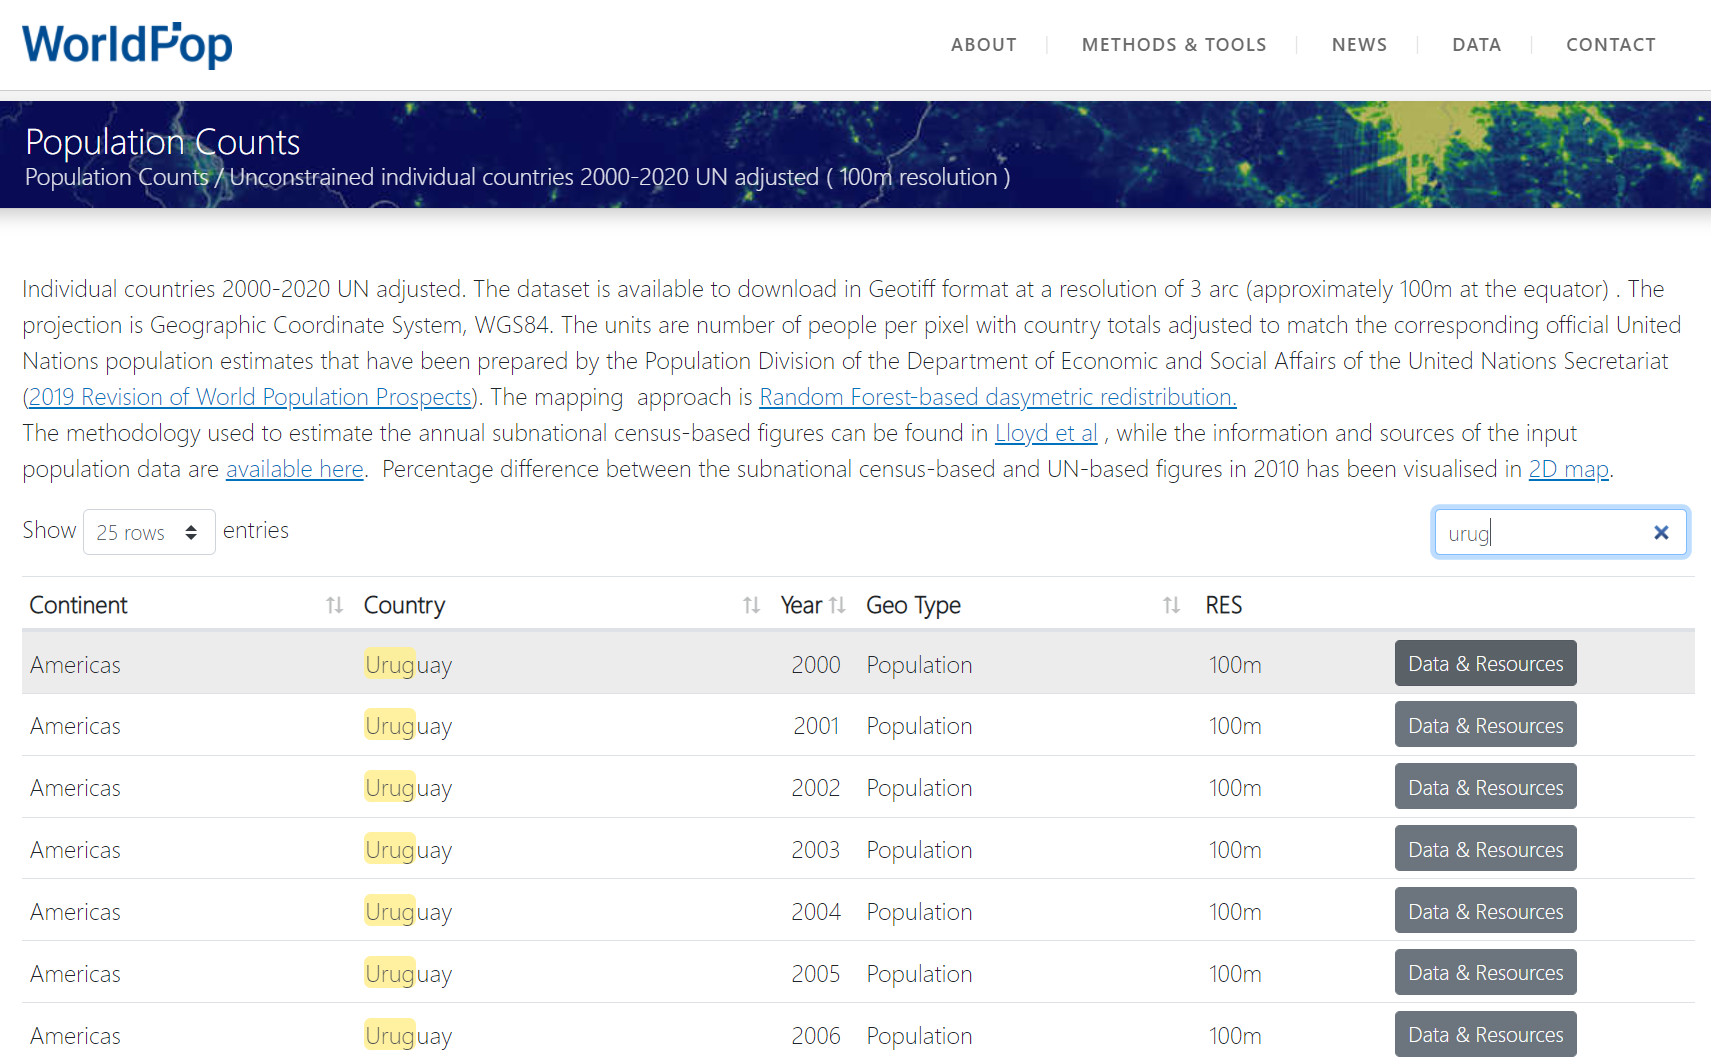 WorldPop
ABOUT METHODS & TOOLS NEWS DATA CONTACT
Population Counts
Population Counts / Unconstrained individual countries 2000-2020 UN adjusted ( 100m resolution )
Individual countries 2000-2020 UN adjusted. The dataset is available to download in Geotiff format at a resolution of 3 arc (approximately 100m at the equator) . The
projection is Geographic Coordinate System, WGS84. The units are number of people per pixel with country totals adjusted to match the corresponding official United
Nations population estimates that have been prepared by the Population Division of the Department of Economic and Social Affairs of the United Nations Secretariat
(2019 Revision of World Population Prospects). The mapping  approach is Random Forest-based dasymetric redistribution.
The methodology used to estimate the annual subnational census-based figures can be found in Lloyd et al , while the information and sources of the input
population data are available here.  Percentage difference between the subnational census-based and UN-based figures in 2010 has been visualised in 2D map.
Show 25 rows entries urug
Continent Country Year Geo Type RES
Americas Uruguay 2000 Population 100m Data & Resources
Americas Uruguay 2001 Population 100m Data & Resources
Americas Uruguay 2002 Population 100m Data & Resources
Americas Uruguay 2003 Population 100m Data & Resources
Americas Uruguay 2004 Population 100m Data & Resources
Americas Uruguay 2005 Population 100m Data & Resources
Americas Uruguay 2006 Population 100m Data & Resources